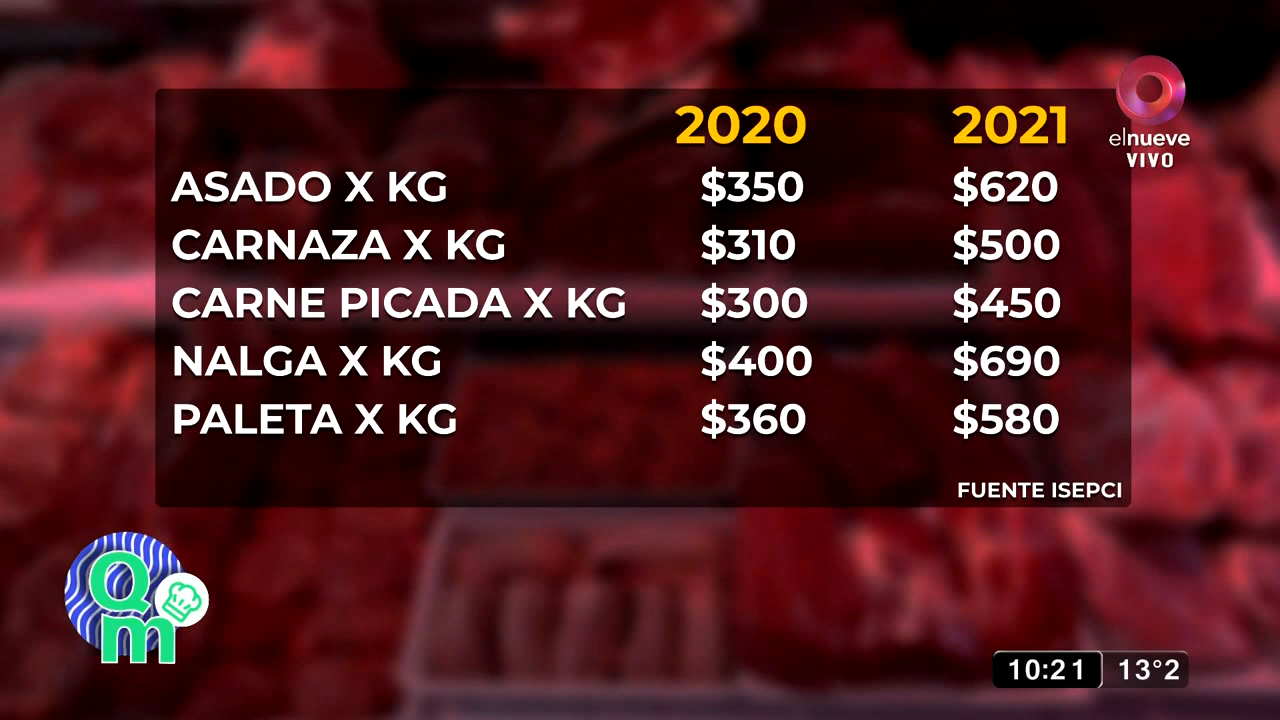 2020 2021
elnueve
VIVO
ASADO X KG $350 $620
CARNAZA X KG $310 $500
CARNE PICADA X KG $300 $450
NALGA X KG $400 $690
PALETA X KG $360 $580
FUENTE ISEPCI
Qm
10:21 13°2